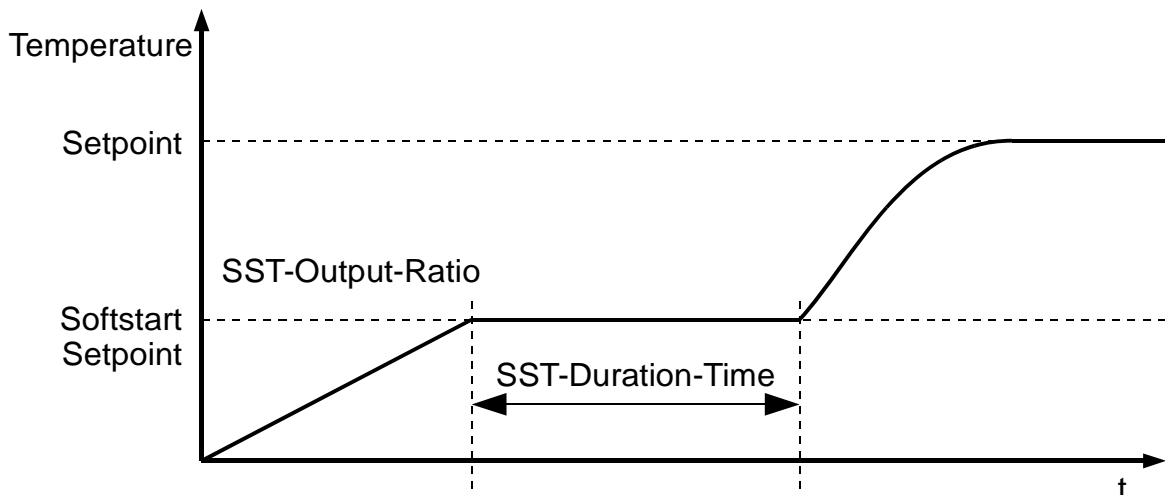 Temperature
Setpoint
SST-Output-Ratio
Softstart
Setpoint
SST-Duration-Time
t